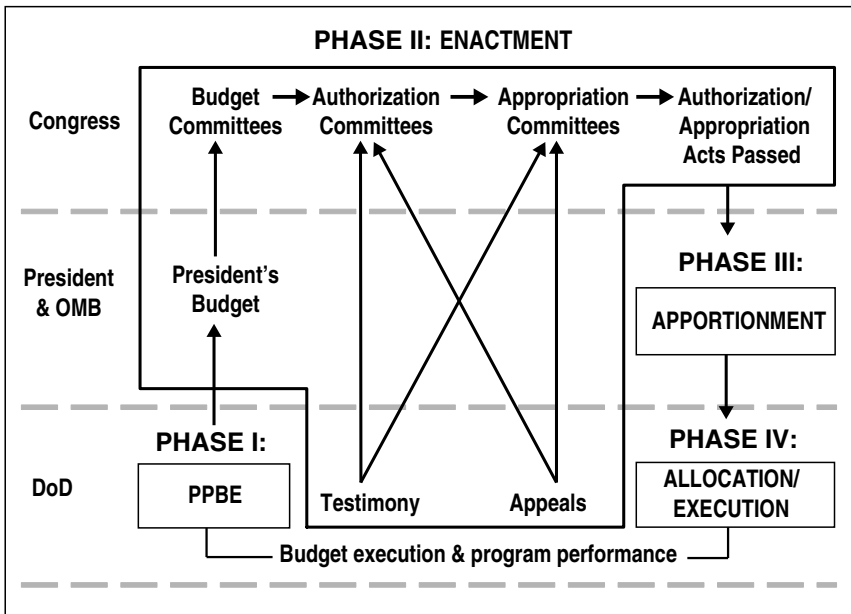 PHASE II: ENACTMENT
Congress
Budget
Committees
Authorization
Committees
Appropriation
Committees
Authorization/
Appropriation
Acts Passed
President
& OMB
President's
Budget
PHASE III:
APPORTIONMENT
DoD
PHASE I:
PPBE
Testimony
Appeals
PHASE IV:
ALLOCATION/
EXECUTION
Budget execution & program performance